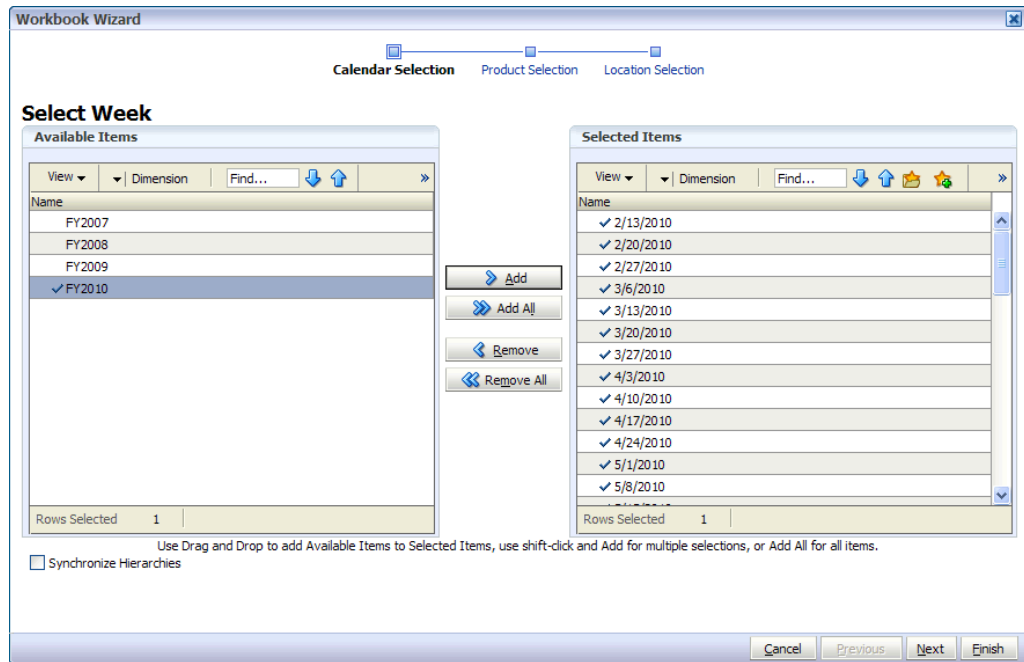 Workbook Wizard
Calendar Selection Product Selection Location Selection
Select Week
Available Items
View Dimension Find... »
Name
FY2007
FY2008
FY2009
FY2010
Rows Selected 1
Add
Add All
Remove
Remove All
Selected Items
View Dimension Find... »
Name
2/13/2010
2/20/2010
2/27/2010
3/6/2010
3/13/2010
3/20/2010
3/27/2010
4/3/2010
4/10/2010
4/17/2010
4/24/2010
5/1/2010
5/8/2010
Rows Selected 1
Use Drag and Drop to add Available Items to Selected Items, use shift-click and Add for multiple selections, or Add All for all items.
Synchronize Hierarchies
Cancel Previous Next Finish